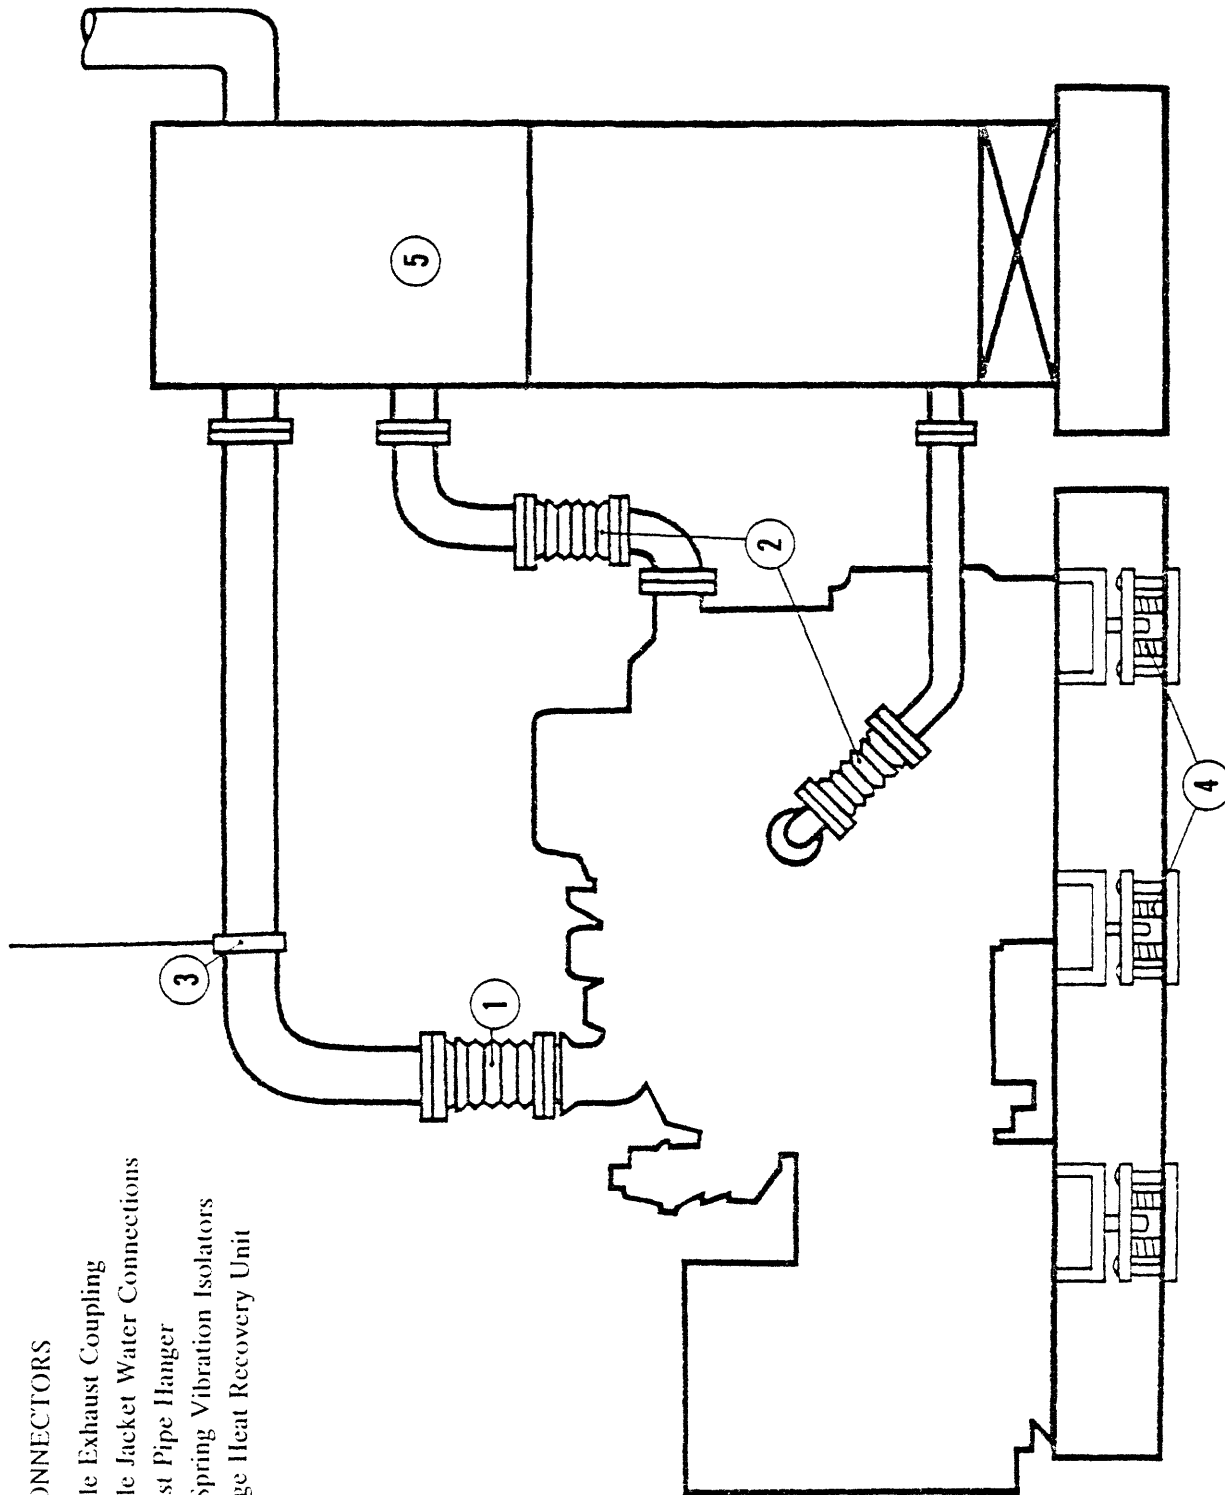 ONNECTORS
le Exhaust Coupling
le Jacket Water Connections
st Pipe Hanger
Spring Vibration Isolators
ge Heat Recovery Unit
1
2
3
4
5